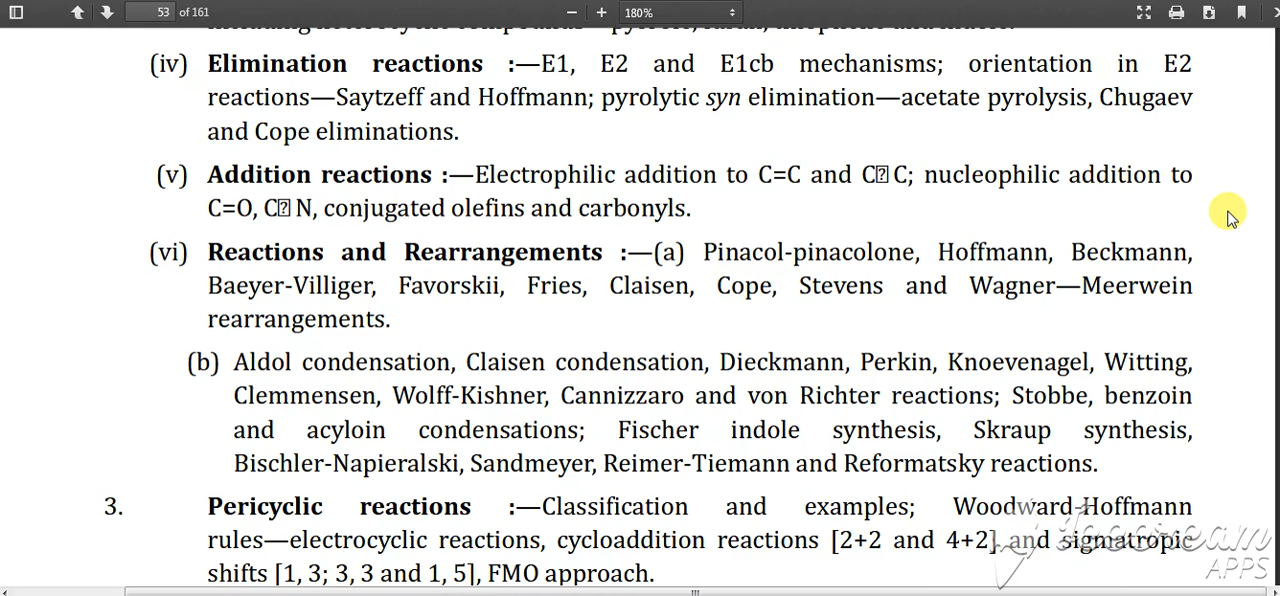 53 of 161 180%
(iv) Elimination reactions :—E1, E2 and E1cb mechanisms; orientation in E2
reactions—Saytzeff and Hoffmann; pyrolytic syn elimination—acetate pyrolysis, Chugaev
and Cope eliminations.
(v) Addition reactions :—Electrophilic addition to C=C and C⍰C; nucleophilic addition to
C=O, C⍰N, conjugated olefins and carbonyls.
(vi) Reactions and Rearrangements :—(a) Pinacol-pinacolone, Hoffmann, Beckmann,
Baeyer-Villiger, Favorskii, Fries, Claisen, Cope, Stevens and Wagner—Meerwein
rearrangements.
(b) Aldol condensation, Claisen condensation, Dieckmann, Perkin, Knoevenagel, Witting,
Clemmensen, Wolff-Kishner, Cannizzaro and von Richter reactions; Stobbe, benzoin
and acyloin condensations; Fischer indole synthesis, Skraup synthesis,
Bischler-Napieralski, Sandmeyer, Reimer-Tiemann and Reformatsky reactions.
3. Pericyclic reactions :—Classification and examples; Woodward-Hoffmann
rules—electrocyclic reactions, cycloaddition reactions [2+2 and 4+2] and sigmatropic
shifts [1, 3; 3, 3 and 1, 5], FMO approach.
Icecream
APPS